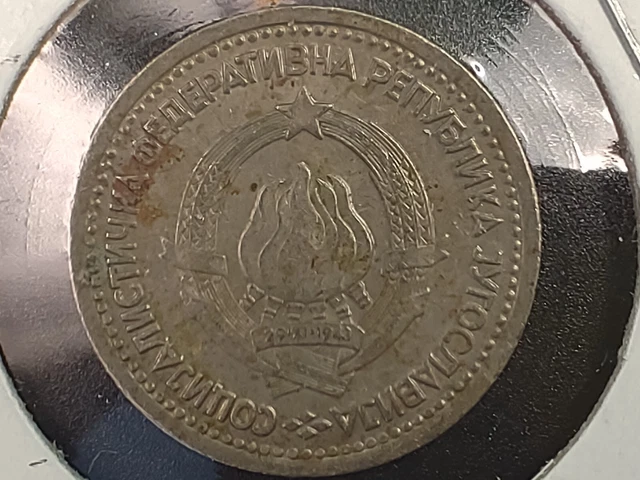 СОЦИЈАЛИСТИЧКА ФЕДЕРАТИВНА РЕПУБЛИКА ЈУГОСЛАВИЈА
29·XI·1943